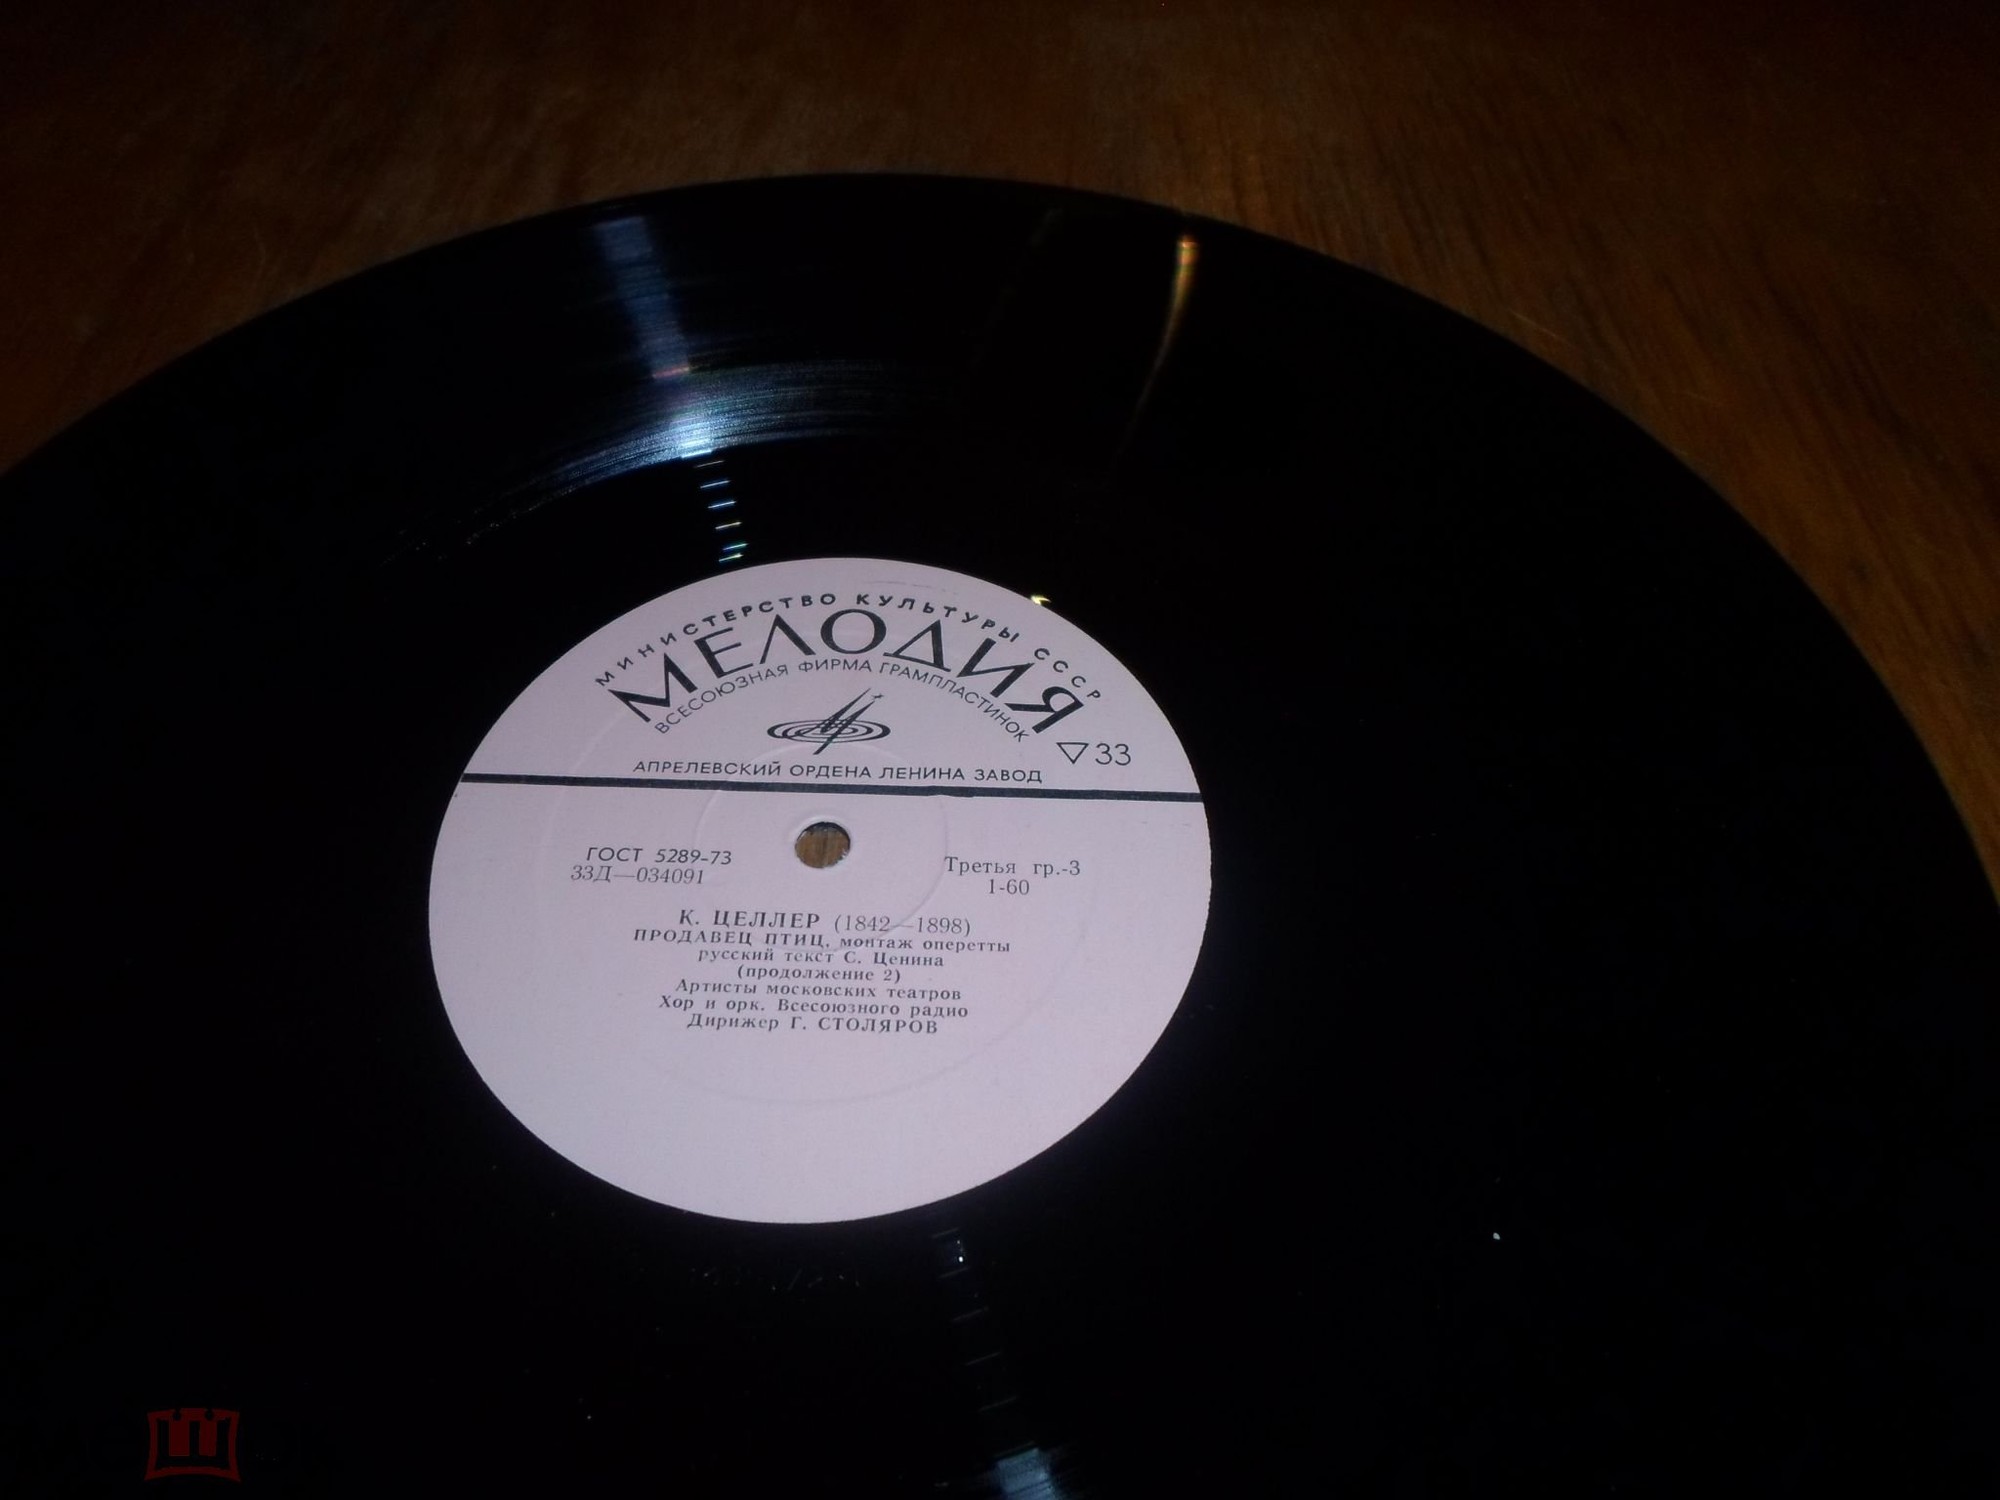 МИНИСТЕРСТВО КУЛЬТУРЫ СССР
МЕЛОДИЯ
ВСЕСОЮЗНАЯ ФИРМА ГРАМПЛАСТИНОК
33
АПРЕЛЕВСКИЙ ОРДЕНА ЛЕНИНА ЗАВОД
ГОСТ 5289-73
33Д—034091
Третья гр.-3
1-60
К. ЦЕЛЛЕР (1842—1898)
ПРОДАВЕЦ ПТИЦ, монтаж оперетты
русский текст С. Ценина
(продолжение 2)
Артисты московских театров
Хор и орк. Всесоюзного радио
Дирижер Г. СТОЛЯРОВ